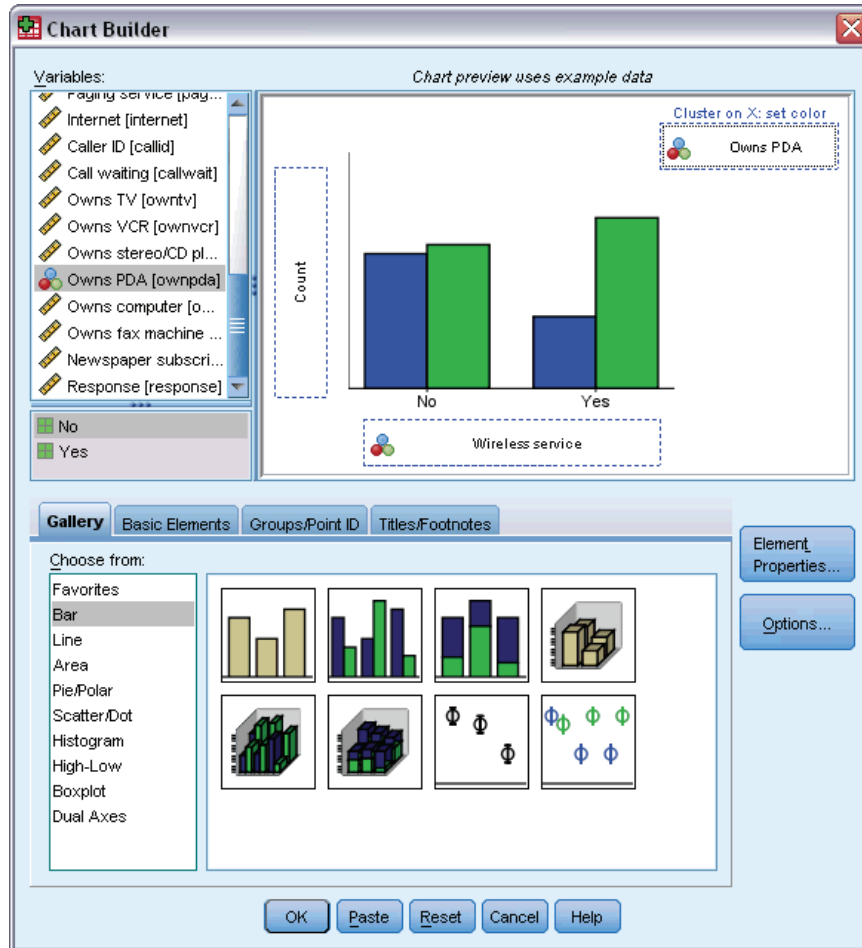 Chart Builder
Variables:
Chart preview uses example data
Paging service [pag...
Internet [internet]
Caller ID [callid]
Call waiting [callwait]
Owns TV [owntv]
Owns VCR [ownvcr]
Owns stereo/CD pl...
Owns PDA [ownpda]
Owns computer [o...
Owns fax machine ...
Newspaper subscri...
Response [response]
No
Yes
Cluster on X: set color
Owns PDA
Count
No Yes
Wireless service
Gallery Basic Elements Groups/Point ID Titles/Footnotes
Choose from:
Favorites
Bar
Line
Area
Pie/Polar
Scatter/Dot
Histogram
High-Low
Boxplot
Dual Axes
Element
Properties...
Options...
OK Paste Reset Cancel Help